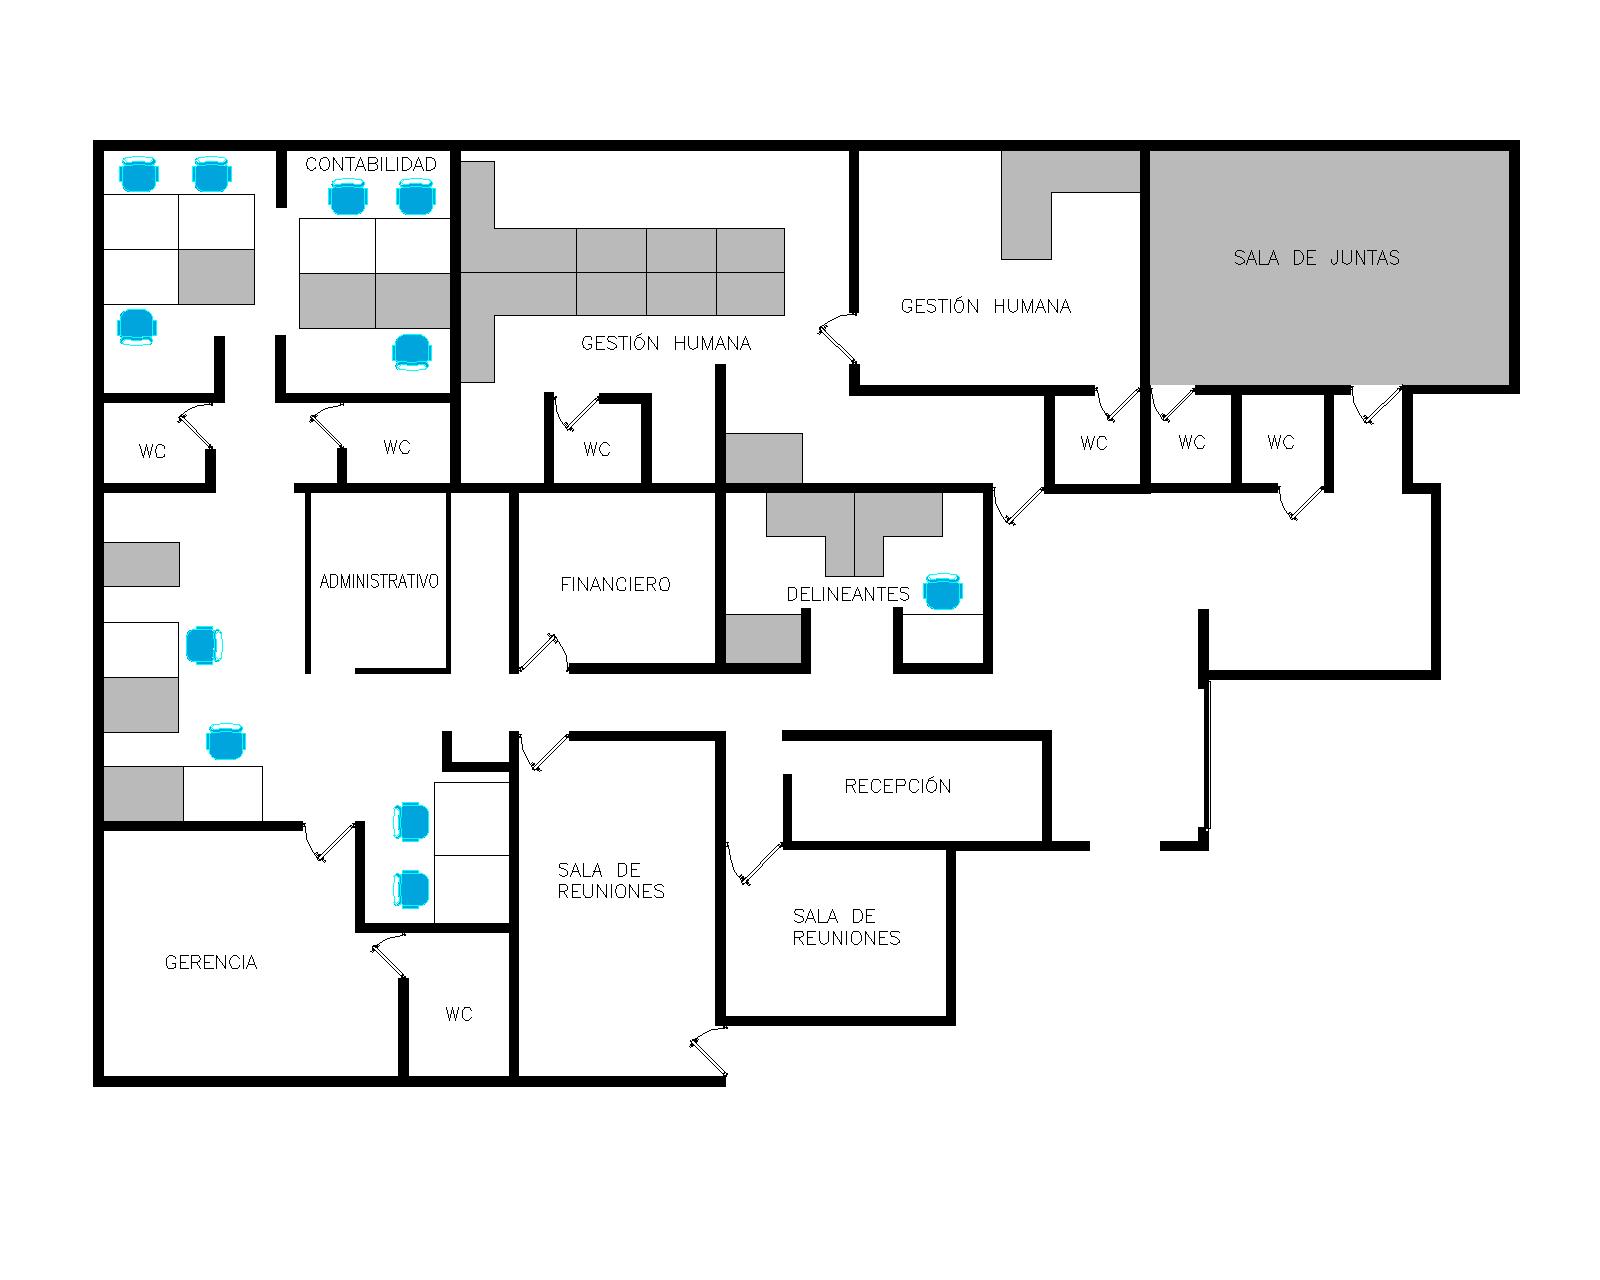 CONTABILIDAD
SALA DE JUNTAS
GESTIÓN HUMANA
GESTIÓN HUMANA
WC
WC
WC
WC
WC
WC
ADMINISTRATIVO
FINANCIERO
DELINEANTES
RECEPCIÓN
SALA DE
REUNIONES
SALA DE
REUNIONES
GERENCIA
WC